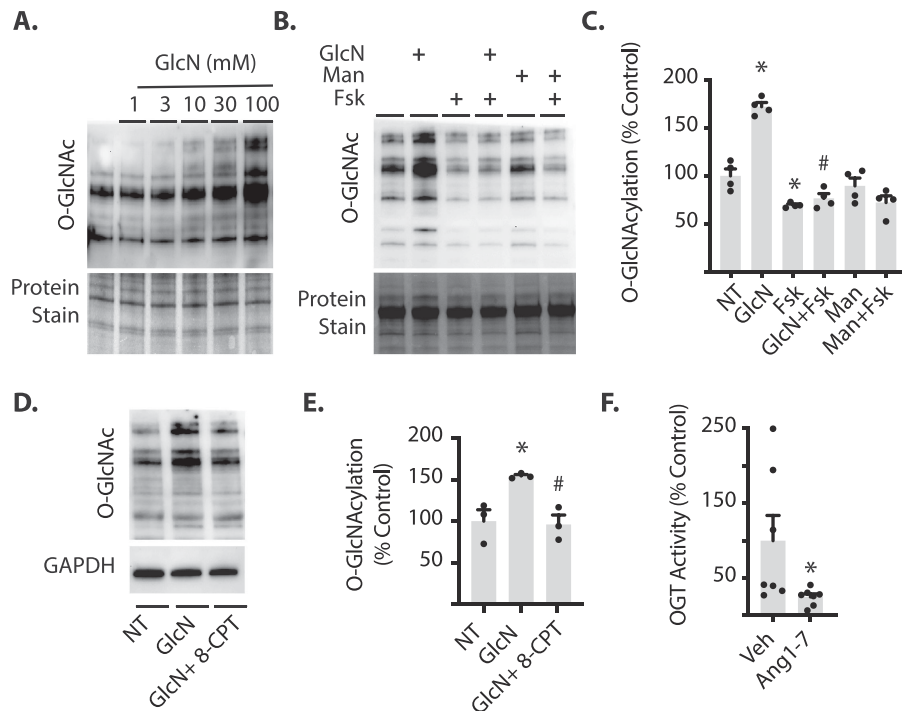 A.
GlcN (mM)
1 3 10 30 100
O-GlcNAc
Protein
Stain
B.
GlcN + +
Man + +
Fsk + + +
O-GlcNAc
Protein
Stain
C.
O-GlcNAcylation (% Control)
200
150
100
50
*
*
#
NT
GlcN
Fsk
GlcN+Fsk
Man
Man+Fsk
D.
O-GlcNAc
GAPDH
NT
GlcN
GlcN+ 8-CPT
E.
O-GlcNAcylation
(% Control)
200
150
100
50
*
#
NT
GlcN
GlcN+ 8-CPT
F.
OGT Activity (% Control)
250
150
50
*
Veh
Ang1-7